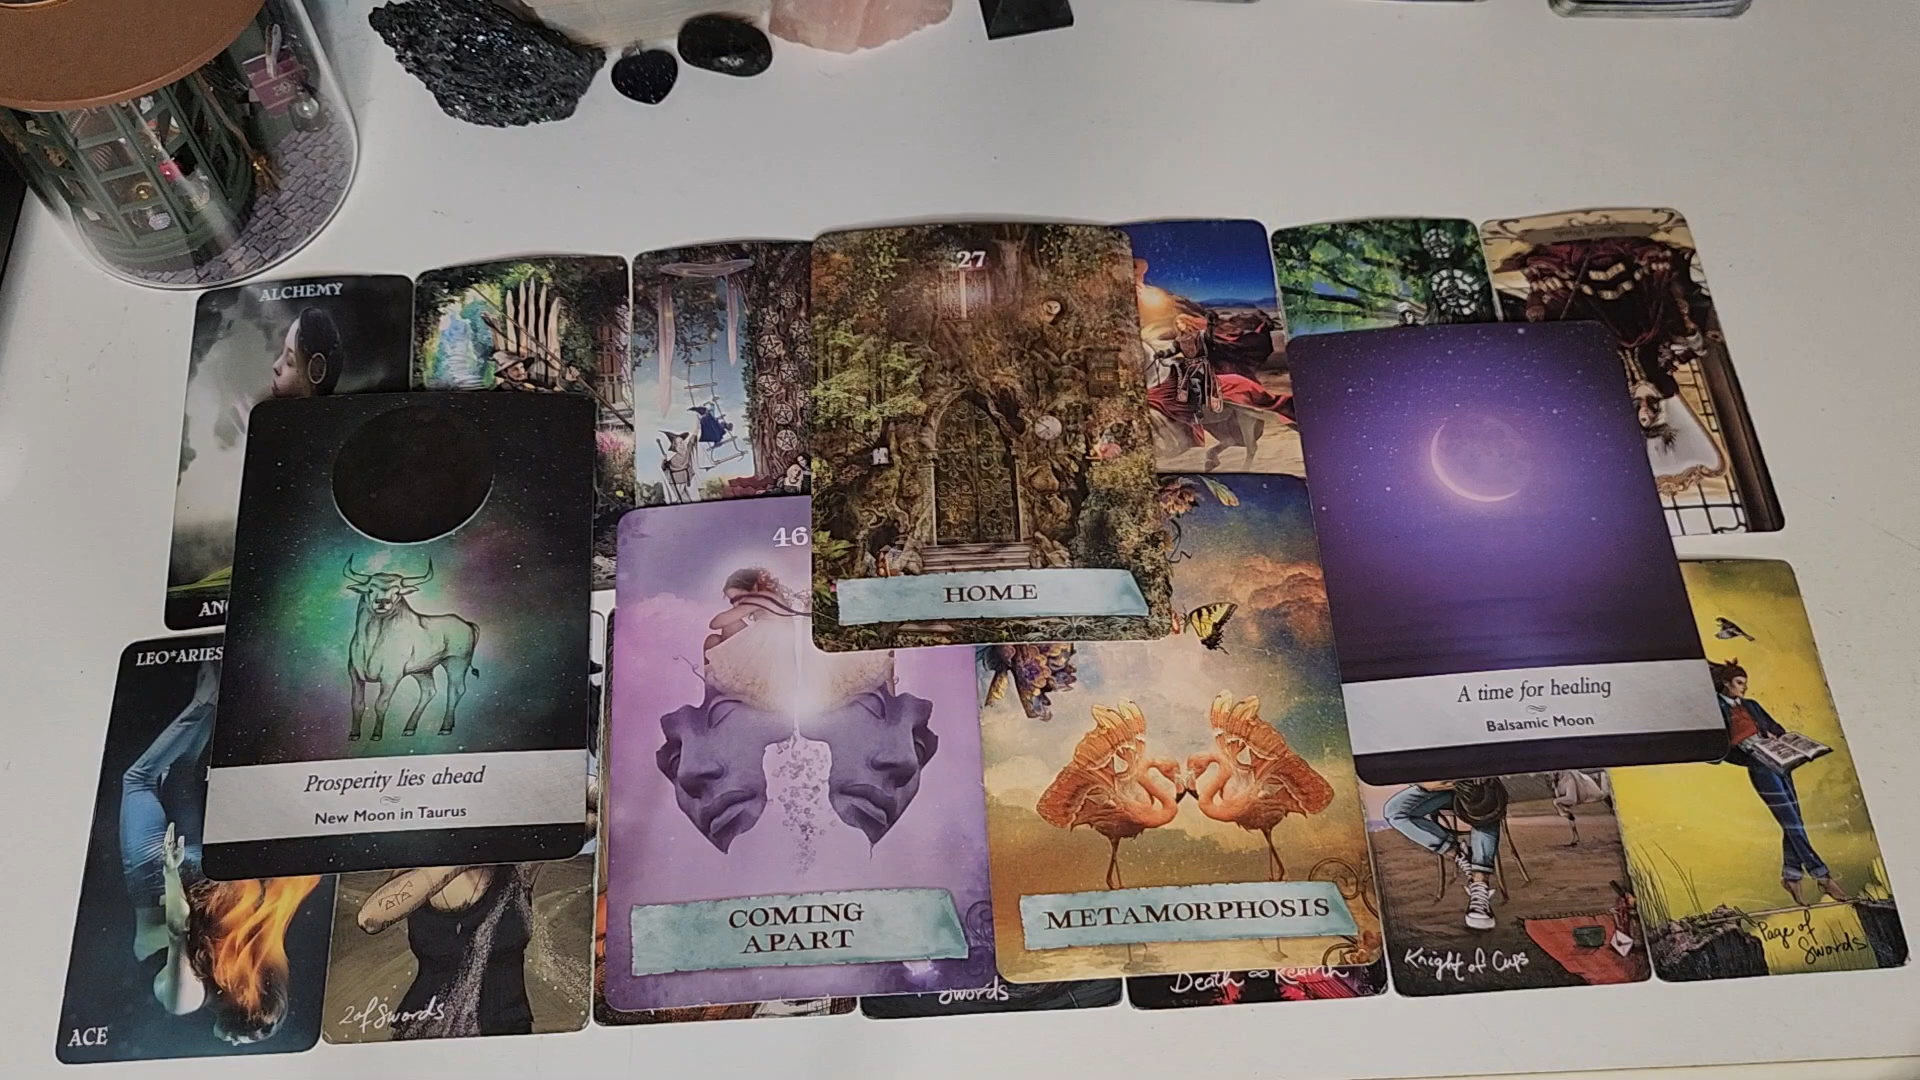 ALCHEMY
27
HOME
46
COMING
APART
METAMORPHOSIS
Prosperity lies ahead
New Moon in Taurus
A time for healing
Balsamic Moon
LEO*ARIES
ACE
2 of Swords
Swords
Death ∞ Rebirth
Knight of Cups
Page of
Swords